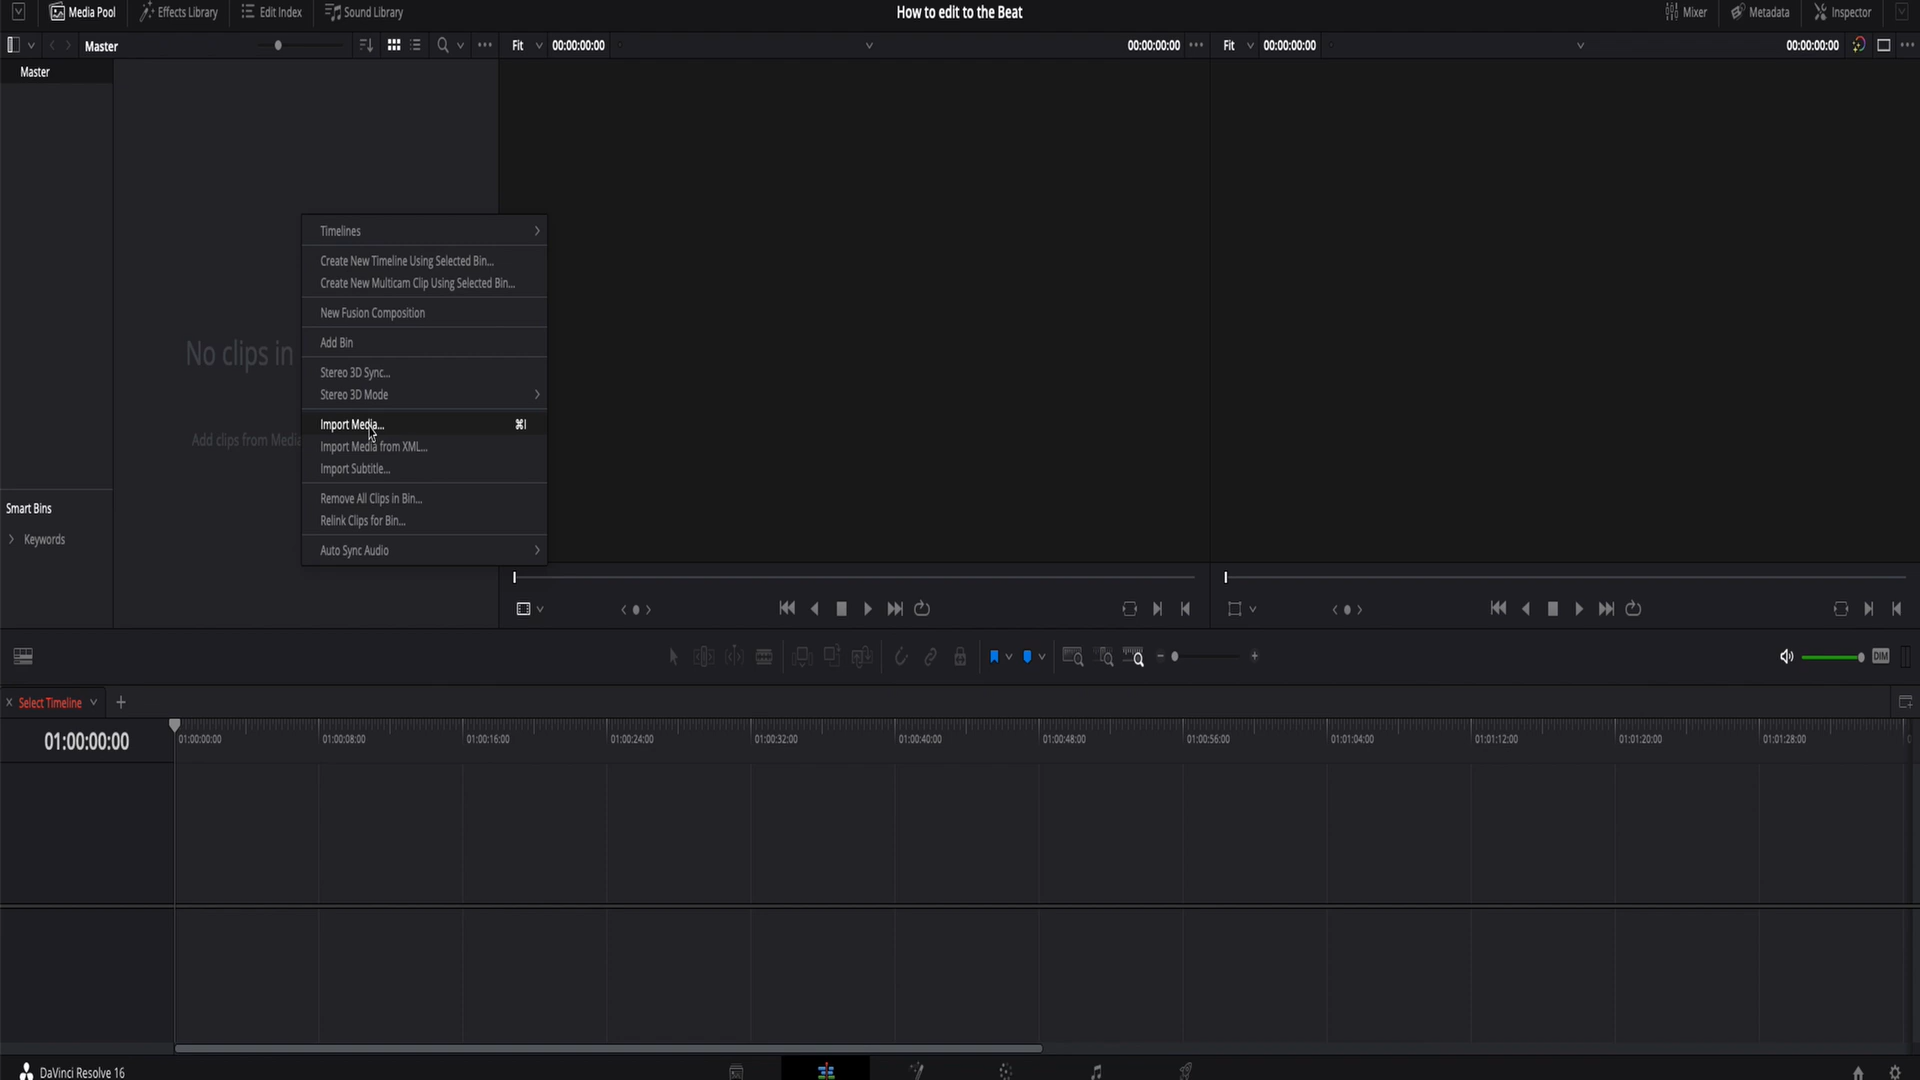 Media Pool
Effects Library
Edit Index
Sound Library
How to edit to the Beat
Mixer
Metadata
Inspector
Master
Fit
00:00:00:00
00:00:00:00
Fit
00:00:00:00
00:00:00:00
Master
Timelines
Create New Timeline Using Selected Bin...
Create New Multicam Clip Using Selected Bin...
New Fusion Composition
Add Bin
No clips in
Stereo 3D Sync...
Stereo 3D Mode
Import Media... ⌘I
Add clips from Media
Import Media from XML...
Import Subtitle...
Remove All Clips in Bin...
Smart Bins
Relink Clips for Bin...
Keywords
Auto Sync Audio
DIM
Select Timeline
01:00:00:00
01:00:00:00
01:00:08:00
01:00:16:00
01:00:24:00
01:00:32:00
01:00:40:00
01:00:48:00
01:00:56:00
01:01:04:00
01:01:12:00
01:01:20:00
01:01:28:00
DaVinci Resolve 16